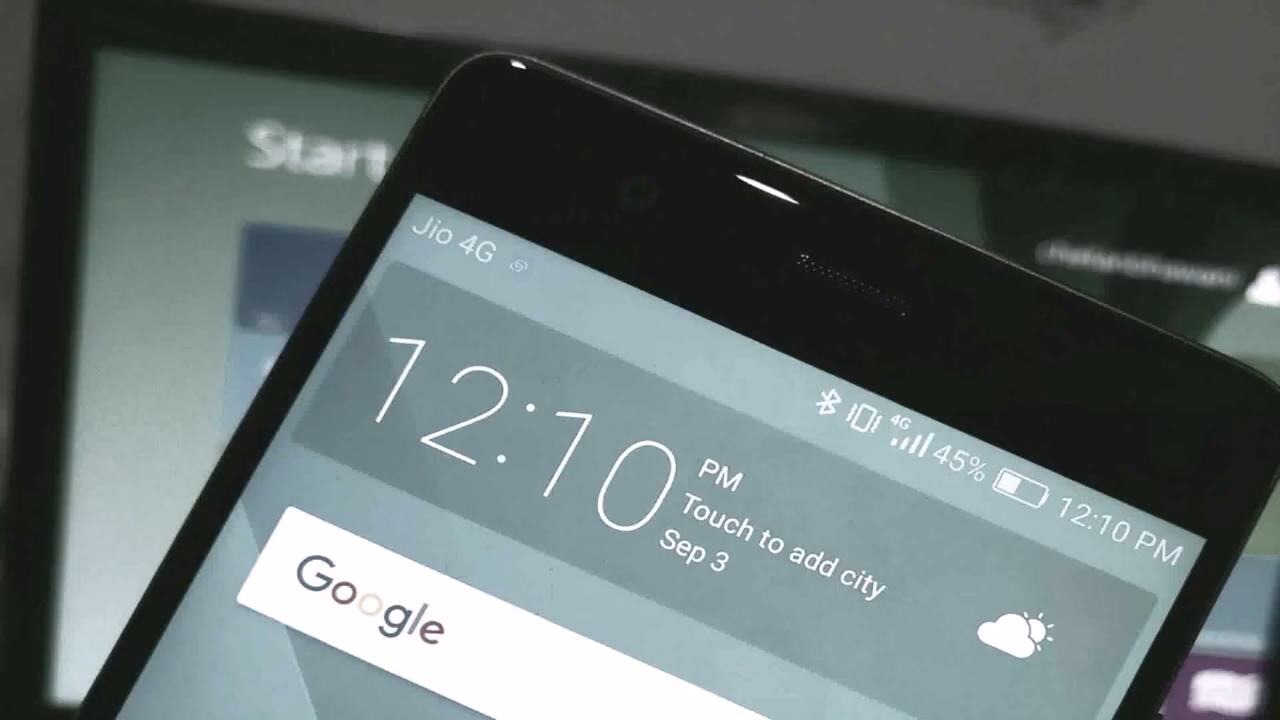 Start
Jio 4G
4G 45% 12:10 PM
12:10 PM
Touch to add city
Sep 3
Google